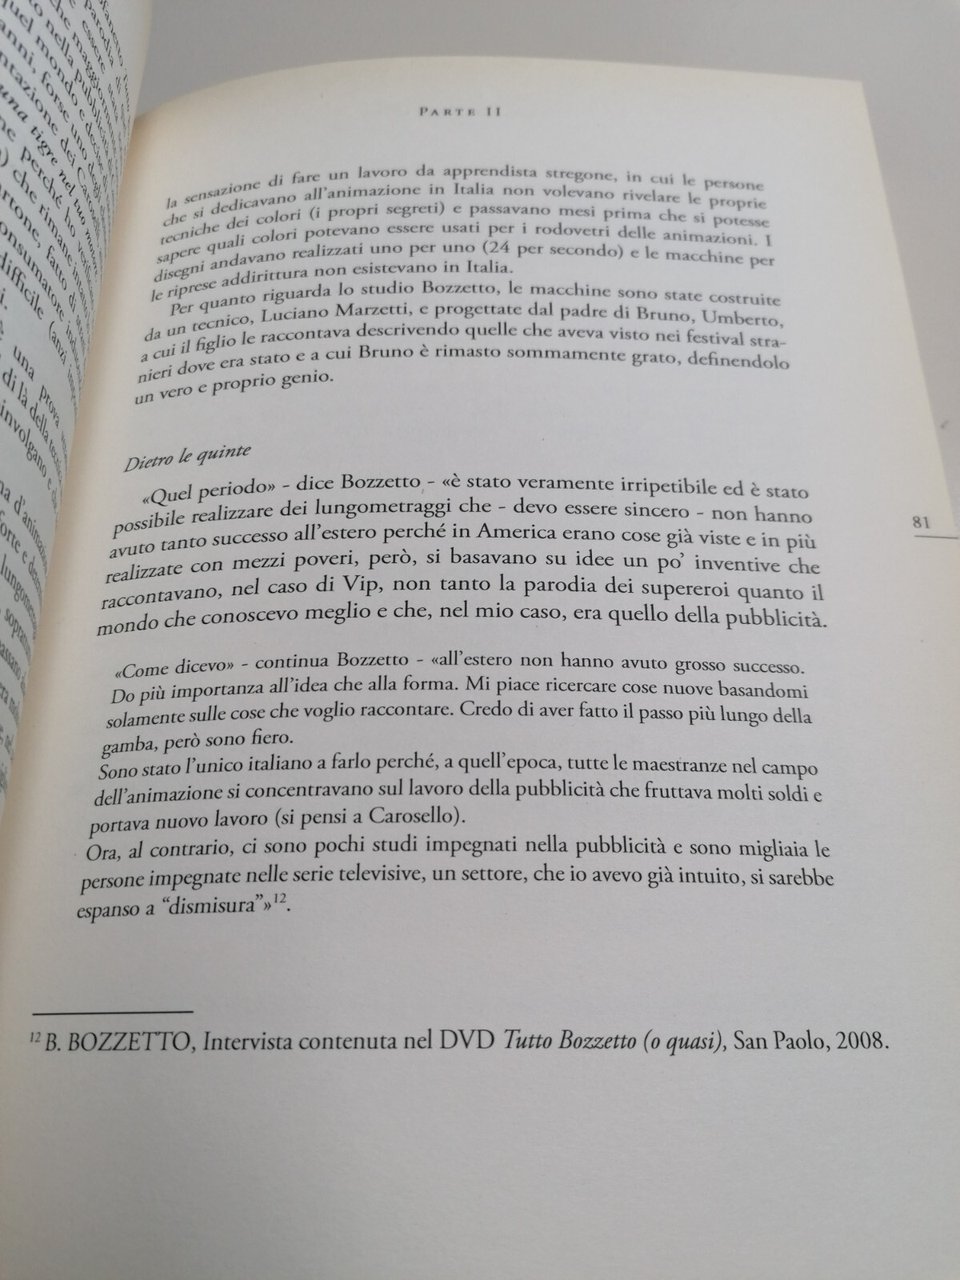 PARTE II
la sensazione di fare un lavoro da apprendista stregone, in cui le persone
che si dedicavano all'animazione in Italia non volevano rivelare le proprie
tecniche dei colori (i propri segreti) e passavano mesi prima che si potesse
sapere quali colori potevano essere usati per i rodovetri delle animazioni. I
disegni andavano realizzati uno per uno (24 per secondo) e le macchine per
le riprese addirittura non esistevano in Italia.
Per quanto riguarda lo studio Bozzetto, le macchine sono state costruite
da un tecnico, Luciano Marzetti, e progettate dal padre di Bruno, Umberto,
a cui il figlio le raccontava descrivendo quelle che aveva visto nei festival stra-
nieri dove era stato e a cui Bruno è rimasto sommamente grato, definendolo
un vero e proprio genio.
Dietro le quinte
«Quel periodo» - dice Bozzetto - «è stato veramente irripetibile ed è stato
possibile realizzare dei lungometraggi che - devo essere sincero - non hanno
avuto tanto successo all'estero perché in America erano cose già viste e in più
realizzate con mezzi poveri, però, si basavano su idee un po' inventive che
raccontavano, nel caso di Vip, non tanto la parodia dei supereroi quanto il
mondo che conoscevo meglio e che, nel mio caso, era quello della pubblicità.
«Come dicevo» - continua Bozzetto - «all'estero non hanno avuto grosso successo.
Do più importanza all'idea che alla forma. Mi piace ricercare cose nuove basandomi
solamente sulle cose che voglio raccontare. Credo di aver fatto il passo più lungo della
gamba, però sono fiero.
Sono stato l'unico italiano a farlo perché, a quell'epoca, tutte le maestranze nel campo
dell'animazione si concentravano sul lavoro della pubblicità che fruttava molti soldi e
portava nuovo lavoro (si pensi a Carosello).
Ora, al contrario, ci sono pochi studi impegnati nella pubblicità e sono migliaia le
persone impegnate nelle serie televisive, un settore, che io avevo già intuito, si sarebbe
espanso a “dismisura”»12.
81
12 B. BOZZETTO, Intervista contenuta nel DVD Tutto Bozzetto (o quasi), San Paolo, 2008.